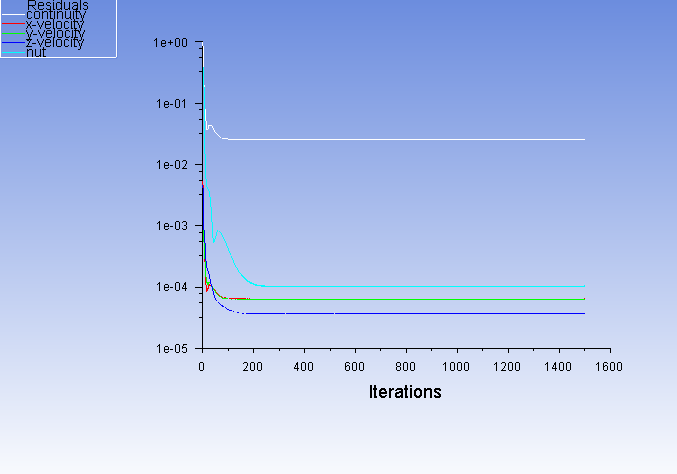 Residuals
continuity
x-velocity
y-velocity
z-velocity
nut
1e+00
1e-01
1e-02
1e-03
1e-04
1e-05
0 200 400 600 800 1000 1200 1400 1600
Iterations